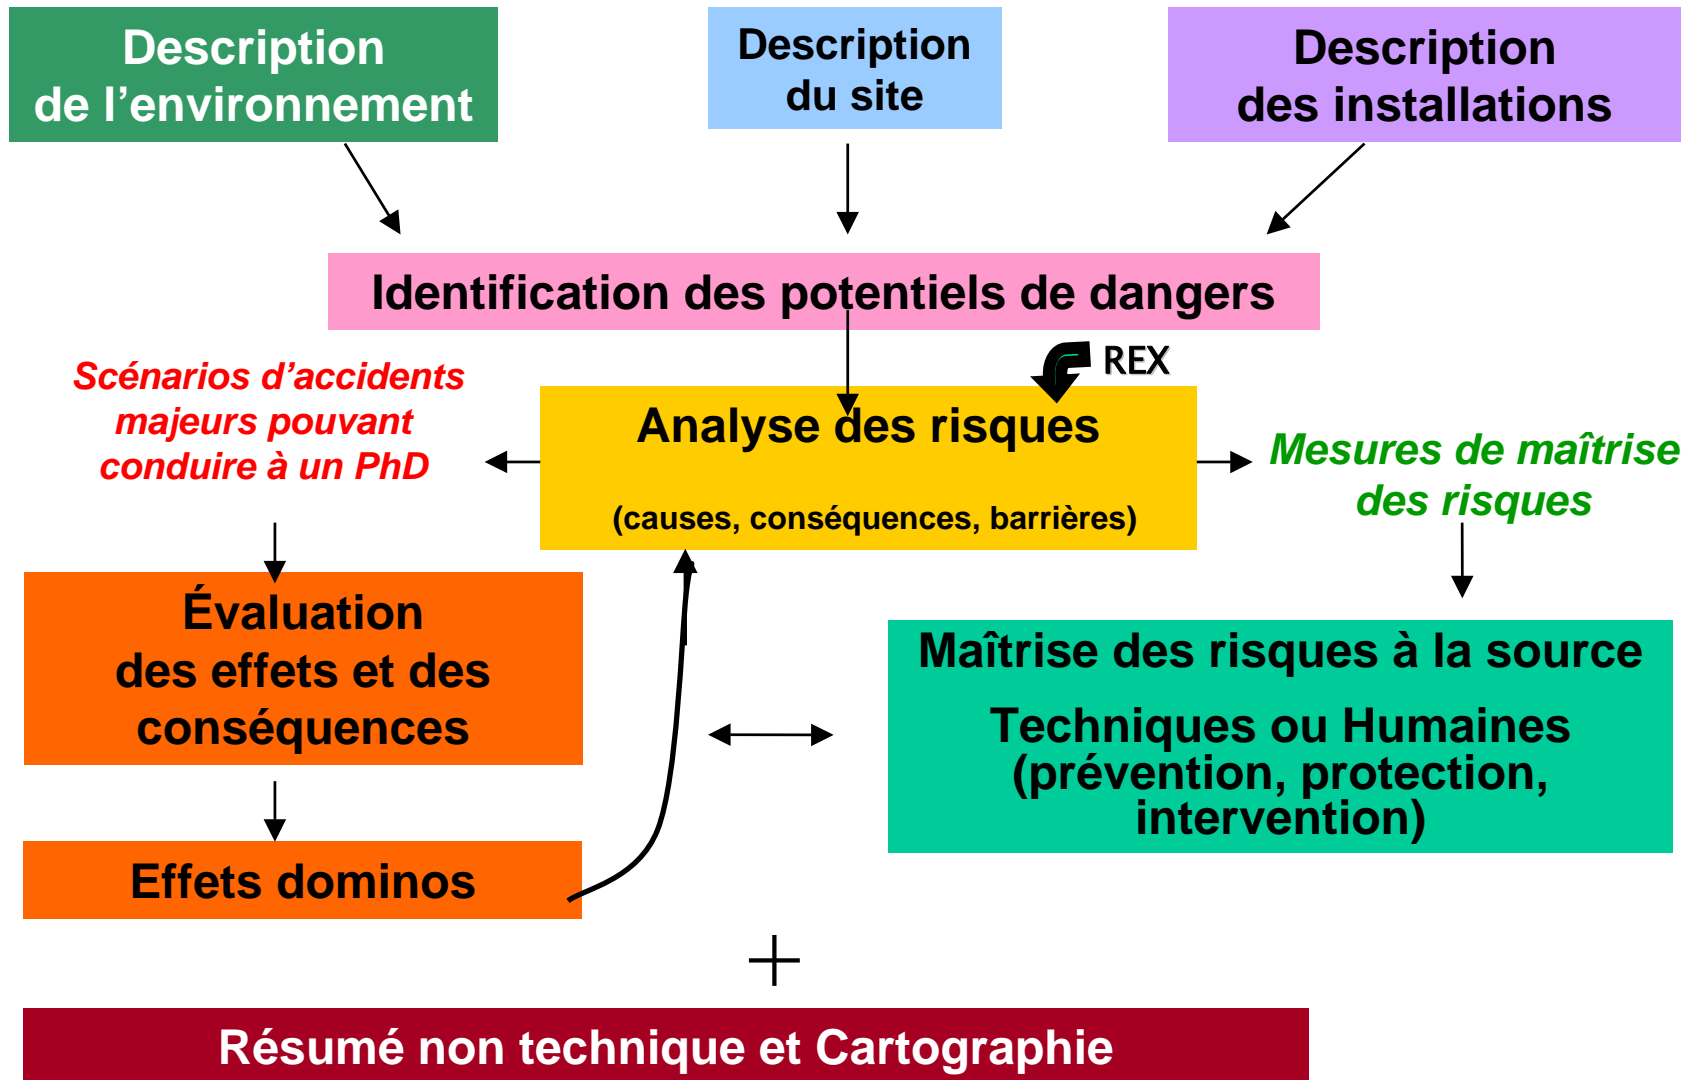 Description
de l’environnement
Description
du site
Description
des installations
Identification des potentiels de dangers
REX
Scénarios d’accidents
majeurs pouvant
conduire à un PhD
Analyse des risques
(causes, conséquences, barrières)
Mesures de maîtrise
des risques
Évaluation
des effets et des
conséquences
Maîtrise des risques à la source
Techniques ou Humaines
(prévention, protection,
intervention)
Effets dominos
+
Résumé non technique et Cartographie